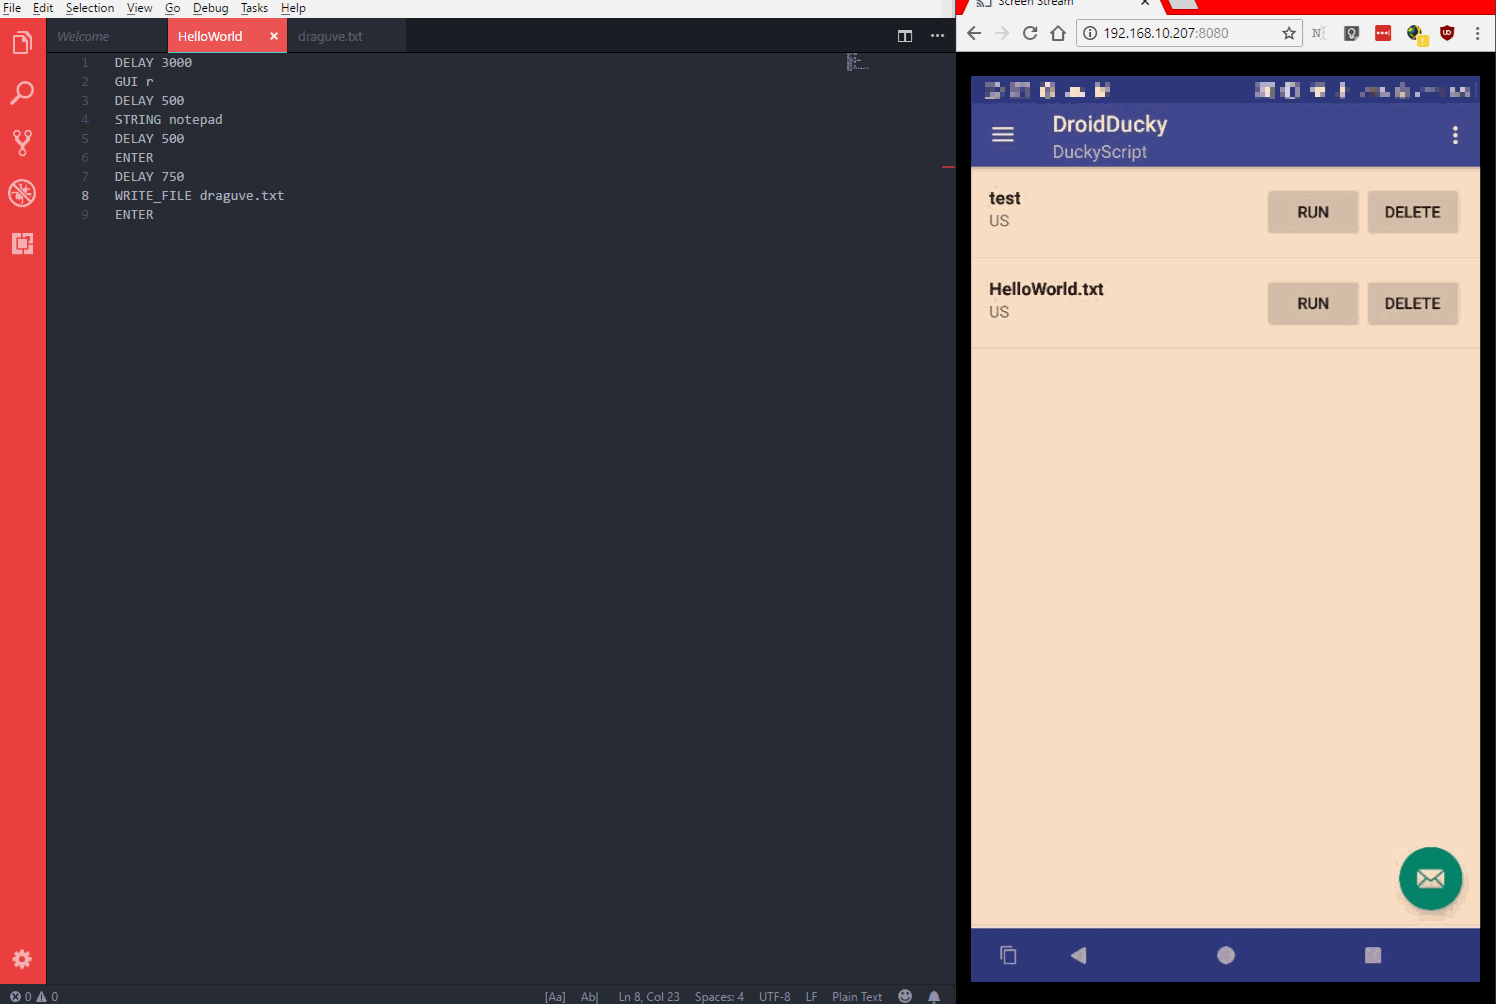 File Edit Selection View Go Debug Tasks Help
Welcome HelloWorld × draguve.txt
1 DELAY 3000
2 GUI r
3 DELAY 500
4 STRING notepad
5 DELAY 500
6 ENTER
7 DELAY 750
8 WRITE_FILE draguve.txt
9 ENTER
0 0 [Aa] Ab| Ln 8, Col 23 Spaces: 4 UTF-8 LF Plain Text
Screen Stream
192.168.10.207:8080
DroidDucky
DuckyScript
test
US
RUN DELETE
HelloWorld.txt
US
RUN DELETE